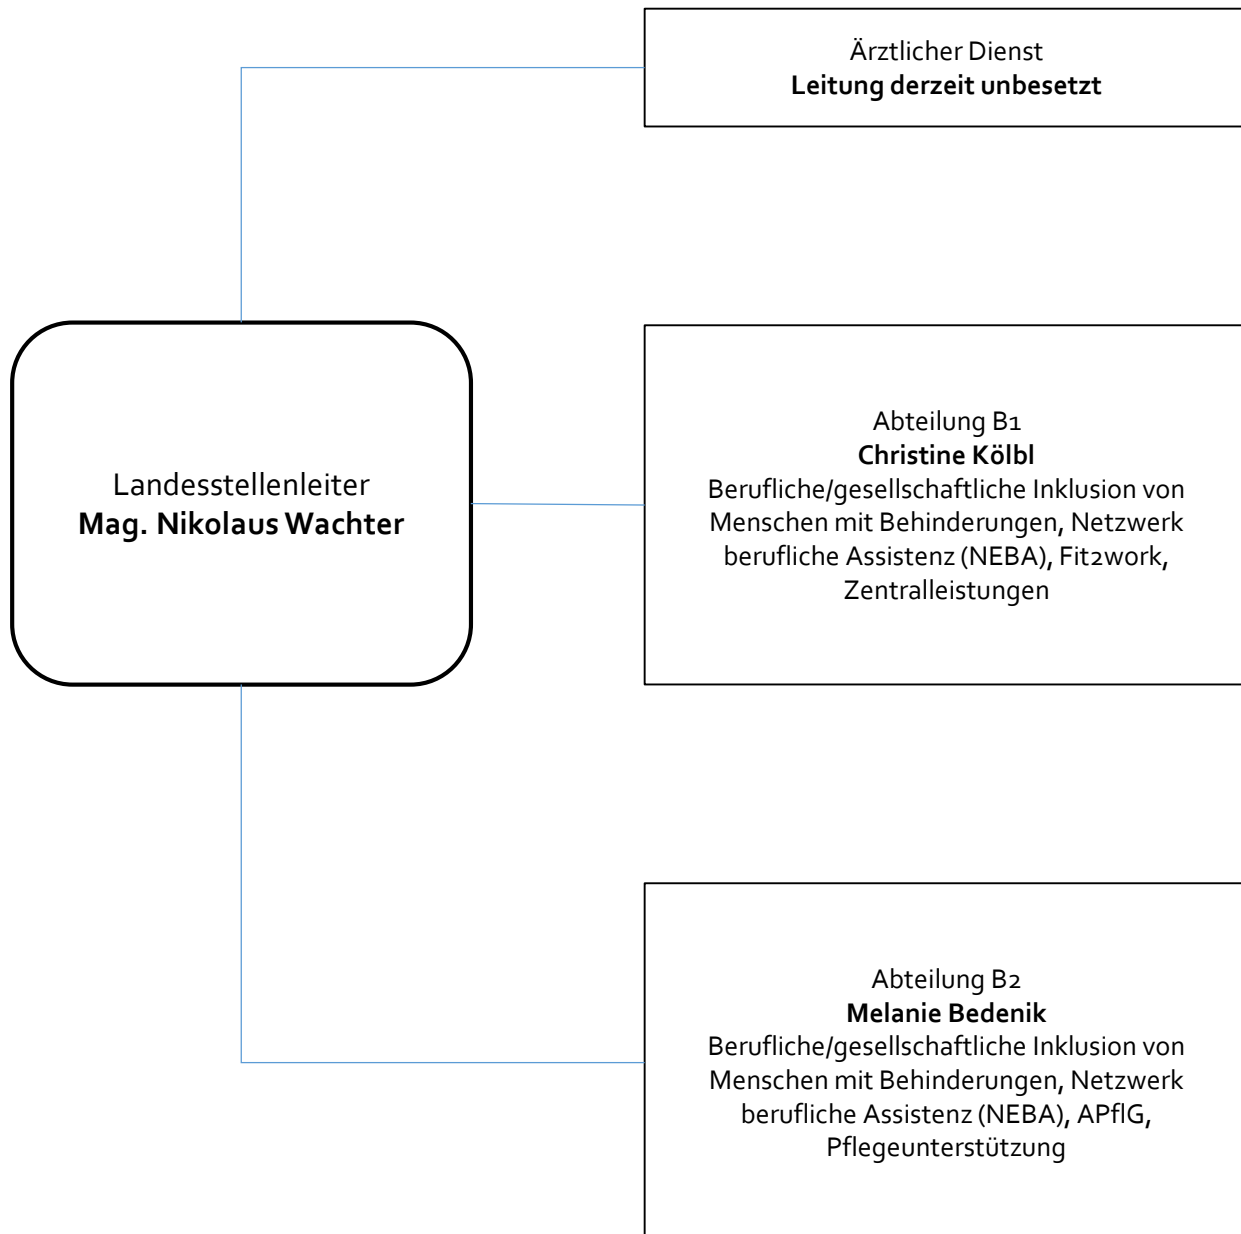 Ärztlicher Dienst
Leitung derzeit unbesetzt
Landesstellenleiter
Mag. Nikolaus Wachter
Abteilung B1
Christine Kölbl
Berufliche/gesellschaftliche Inklusion von
Menschen mit Behinderungen, Netzwerk
berufliche Assistenz (NEBA), Fit2work,
Zentralleistungen
Abteilung B2
Melanie Bedenik
Berufliche/gesellschaftliche Inklusion von
Menschen mit Behinderungen, Netzwerk
berufliche Assistenz (NEBA), APflG,
Pflegeunterstützung